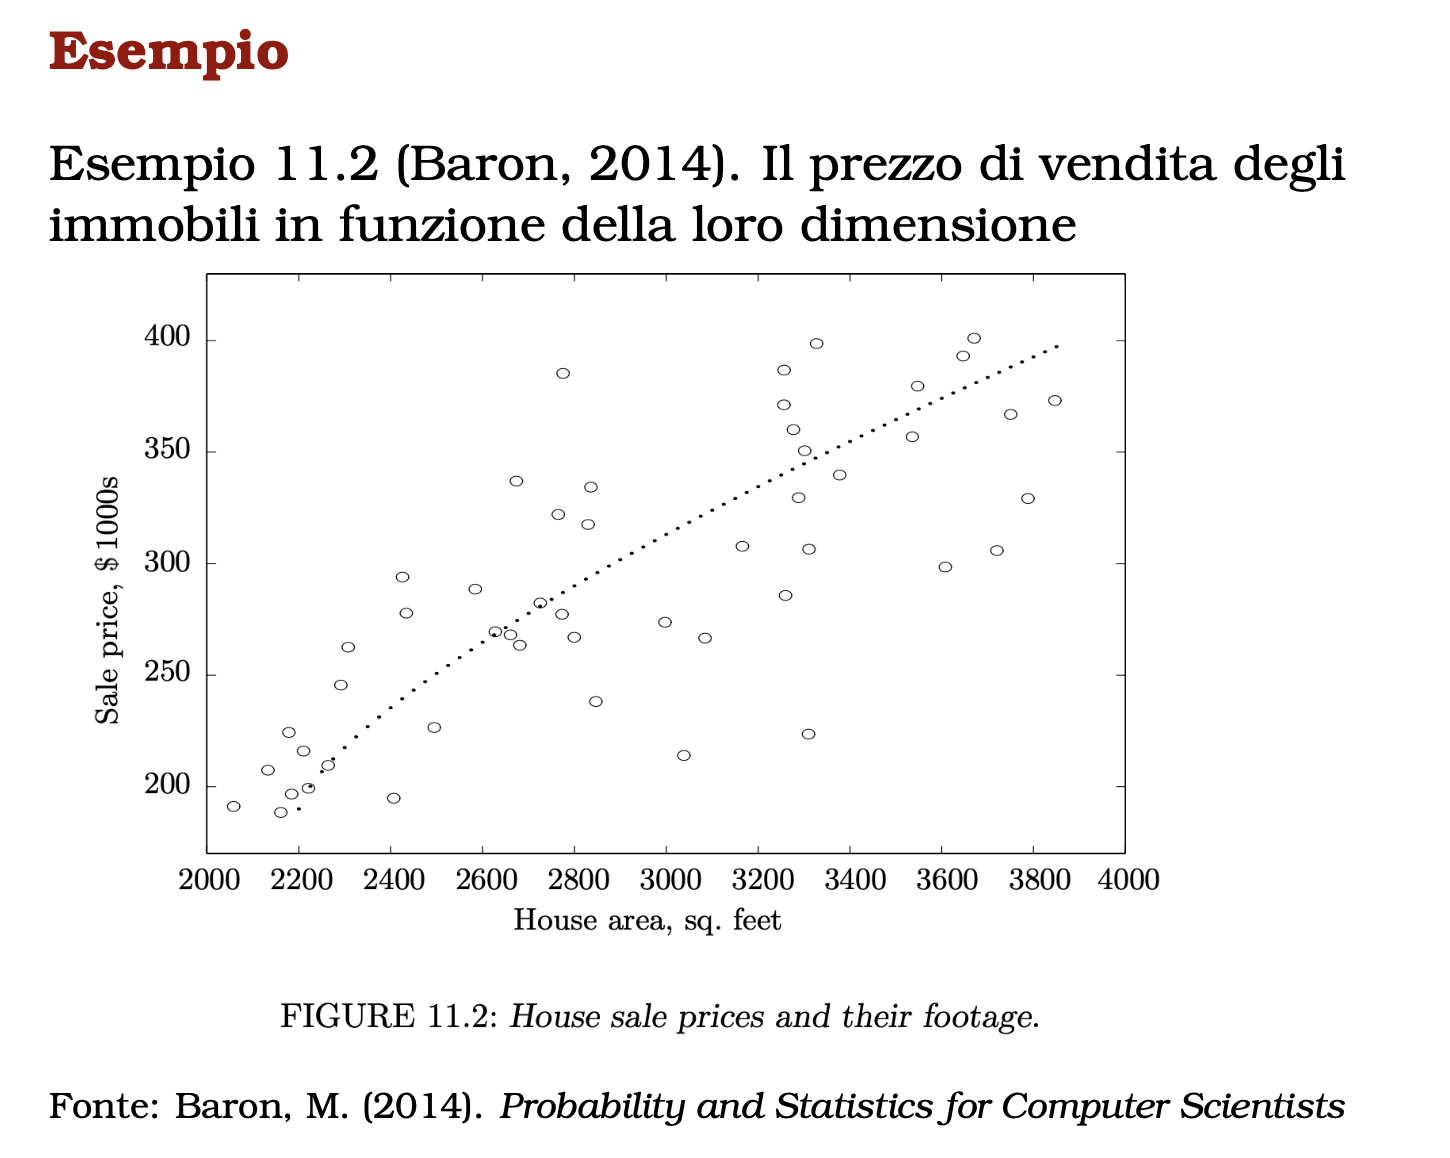 Esempio
Esempio 11.2 (Baron, 2014). Il prezzo di vendita degli
immobili in funzione della loro dimensione
400
350
300
250
200
Sale price, $ 1000s
2000 2200 2400 2600 2800 3000 3200 3400 3600 3800 4000
House area, sq. feet
FIGURE 11.2: House sale prices and their footage.
Fonte: Baron, M. (2014). Probability and Statistics for Computer Scientists